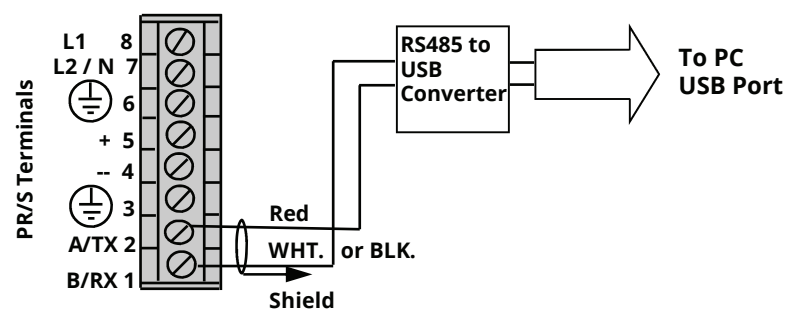 L1 8
L2 / N 7
6
+ 5
-- 4
3
A/TX 2
B/RX 1
PR/S Terminals
Red
WHT. or BLK.
Shield
RS485 to
USB
Converter
To PC
USB Port